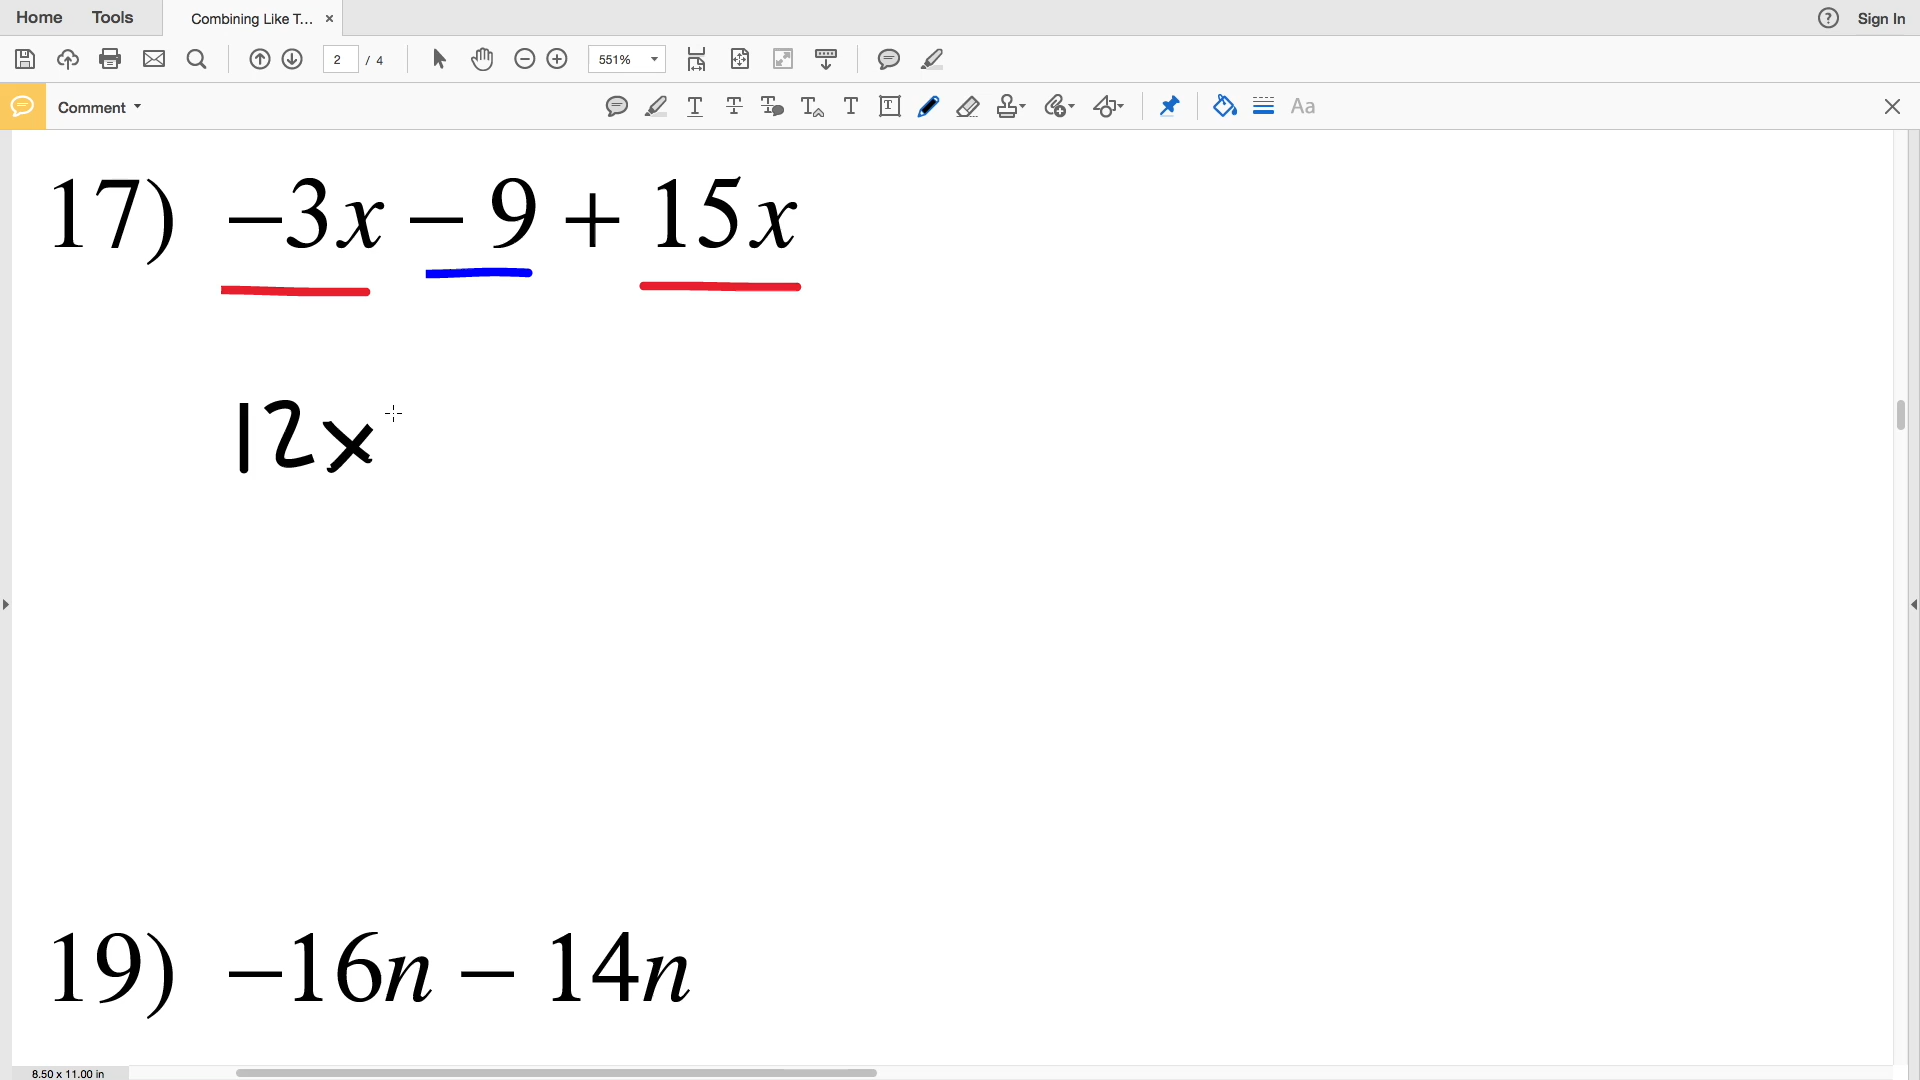 Home Tools Combining Like T... × Sign In
2 / 4 551%
Comment Aa
17) −3x − 9 + 15x
12x
19) −16n − 14n
8.50 x 11.00 in